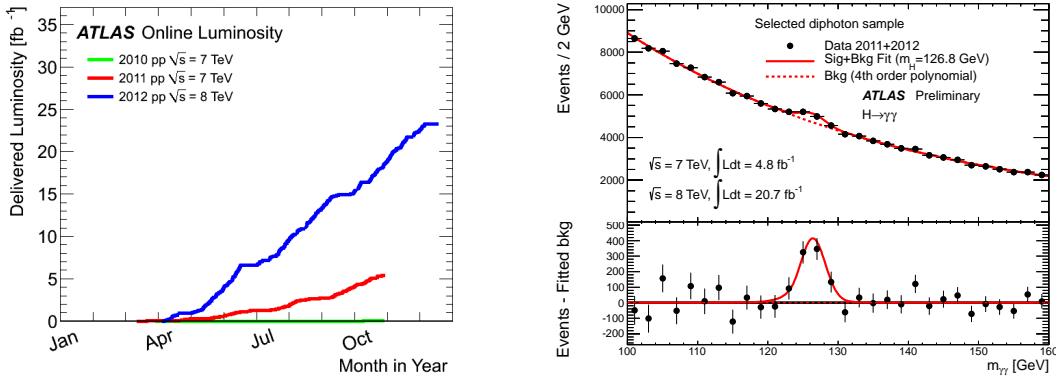 Delivered Luminosity [fb⁻¹]
35
30
25
20
15
10
5
0
ATLAS Online Luminosity
2010 pp √s = 7 TeV
2011 pp √s = 7 TeV
2012 pp √s = 8 TeV
Jan Apr Jul Oct
Month in Year
Events / 2 GeV
10000
8000
6000
4000
2000
Selected diphoton sample
Data 2011+2012
Sig+Bkg Fit (m_H=126.8 GeV)
Bkg (4th order polynomial)
ATLAS Preliminary
H→γγ
√s = 7 TeV, ∫Ldt = 4.8 fb⁻¹
√s = 8 TeV, ∫Ldt = 20.7 fb⁻¹
Events - Fitted bkg
500
400
300
200
100
0
-100
-200
100 110 120 130 140 150 160
m_γγ [GeV]